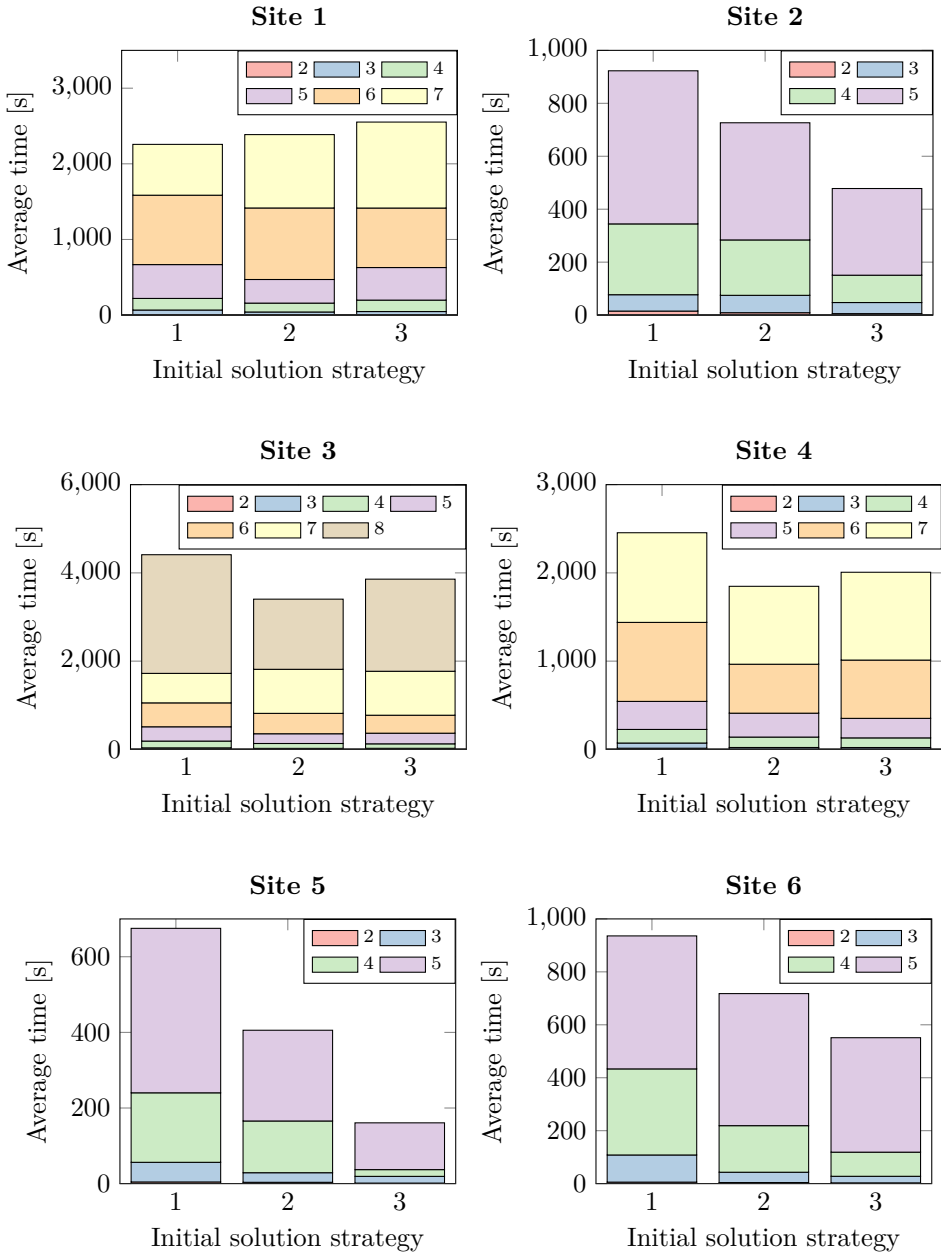 Site 1
Average time [s]
3,000
2,000
1,000
0
2 3 4
5 6 7
1 2 3
Initial solution strategy
Site 2
Average time [s]
1,000
800
600
400
200
0
2 3
4 5
1 2 3
Initial solution strategy
Site 3
Average time [s]
6,000
4,000
2,000
0
2 3 4 5
6 7 8
1 2 3
Initial solution strategy
Site 4
Average time [s]
3,000
2,000
1,000
0
2 3 4
5 6 7
1 2 3
Initial solution strategy
Site 5
Average time [s]
600
400
200
0
2 3
4 5
1 2 3
Initial solution strategy
Site 6
Average time [s]
1,000
800
600
400
200
0
2 3
4 5
1 2 3
Initial solution strategy